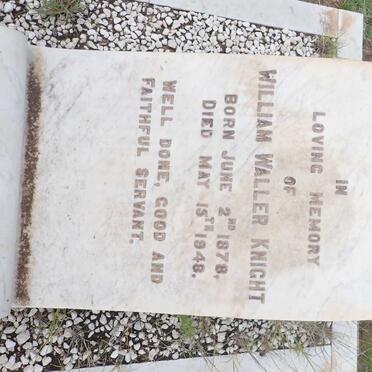 IN
LOVING MEMORY
OF
WILLIAM WALLER KNIGHT
BORN JUNE 2ND 1878,
DIED MAY 15TH 1948.
WELL DONE, GOOD AND
FAITHFUL SERVANT.